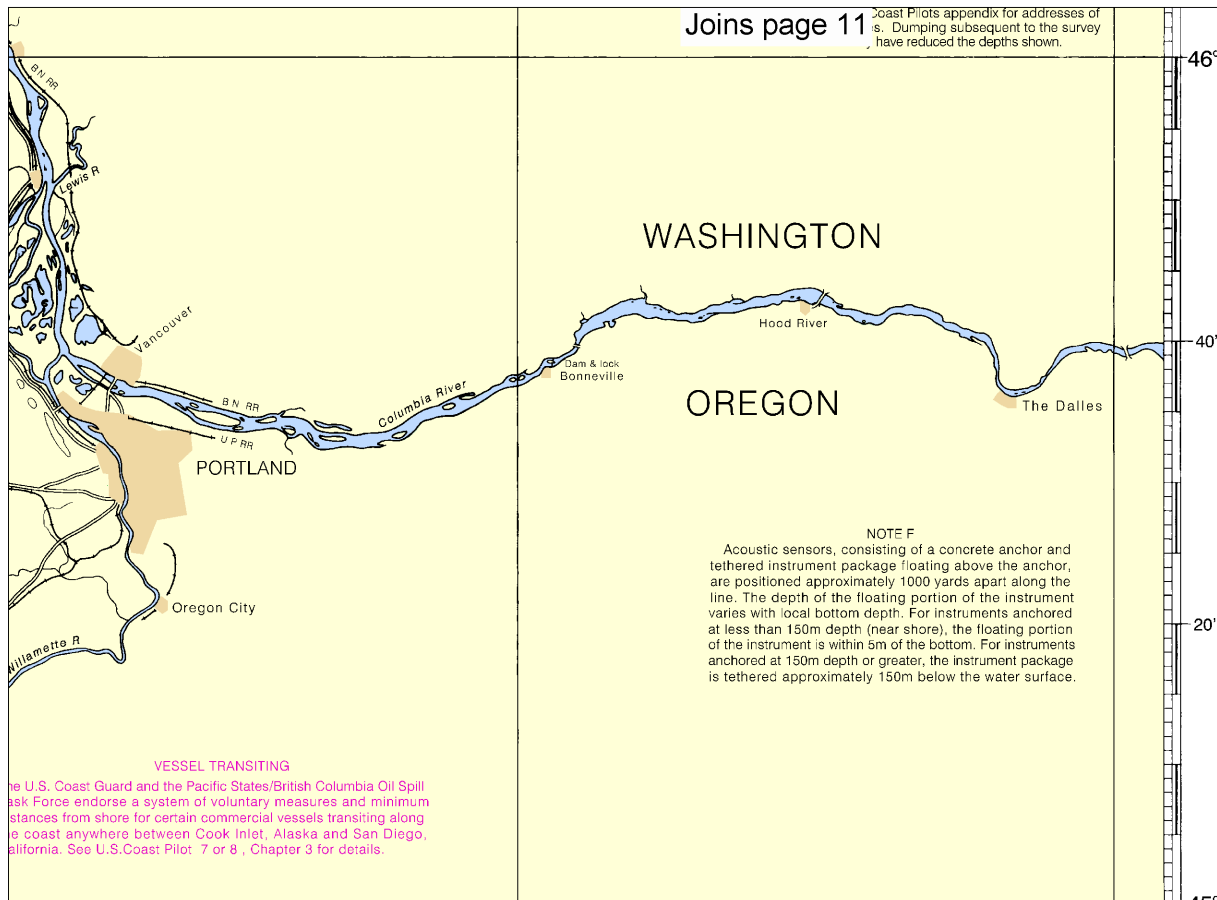 Joins page 11
Coast Pilots appendix for addresses of
s. Dumping subsequent to the survey
have reduced the depths shown.
46°
B N RR
Lewis R
WASHINGTON
Vancouver
Hood River
40'
Dam & lock
Bonneville
Columbia River
B N RR
OREGON
The Dalles
U P RR
PORTLAND
NOTE F
Acoustic sensors, consisting of a concrete anchor and
tethered instrument package floating above the anchor,
are positioned approximately 1000 yards apart along the
line. The depth of the floating portion of the instrument
varies with local bottom depth. For instruments anchored
at less than 150m depth (near shore), the floating portion
of the instrument is within 5m of the bottom. For instruments
anchored at 150m depth or greater, the instrument package
is tethered approximately 150m below the water surface.
Oregon City
20'
Willamette R
VESSEL TRANSITING
he U.S. Coast Guard and the Pacific States/British Columbia Oil Spill
ask Force endorse a system of voluntary measures and minimum
stances from shore for certain commercial vessels transiting along
e coast anywhere between Cook Inlet, Alaska and San Diego,
alifornia. See U.S.Coast Pilot 7 or 8 , Chapter 3 for details.